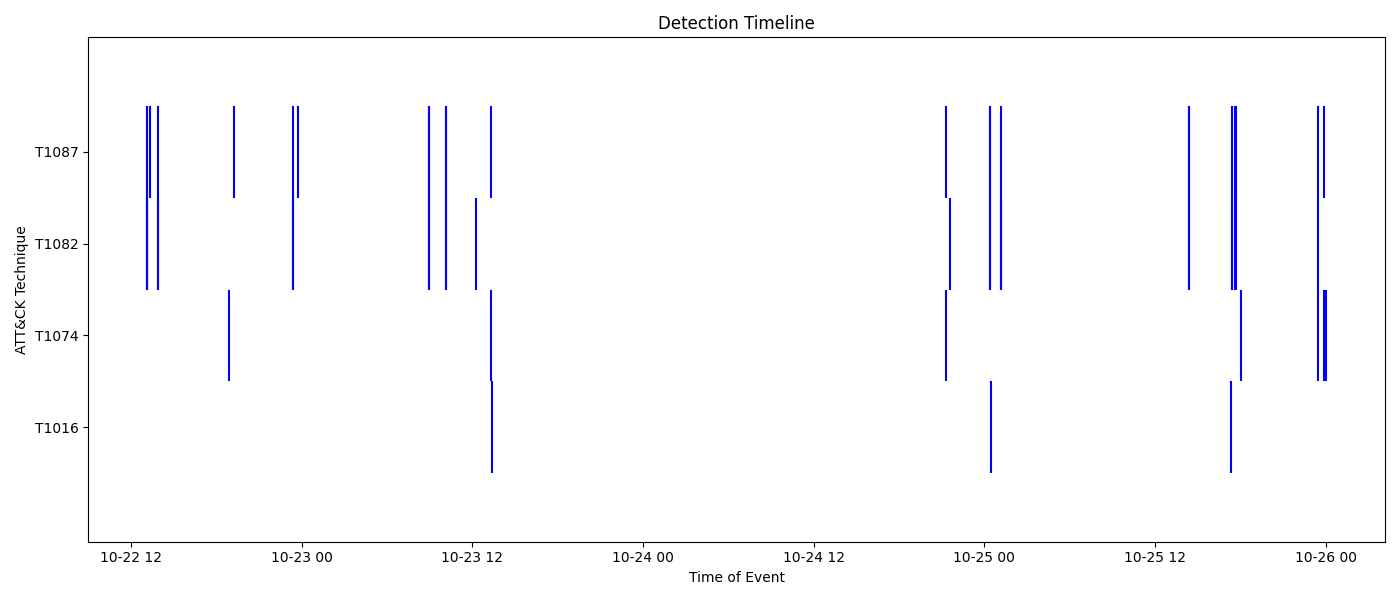 Detection Timeline
ATT&CK Technique
T1087
T1082
T1074
T1016
10-22 12 10-23 00 10-23 12 10-24 00 10-24 12 10-25 00 10-25 12 10-26 00
Time of Event